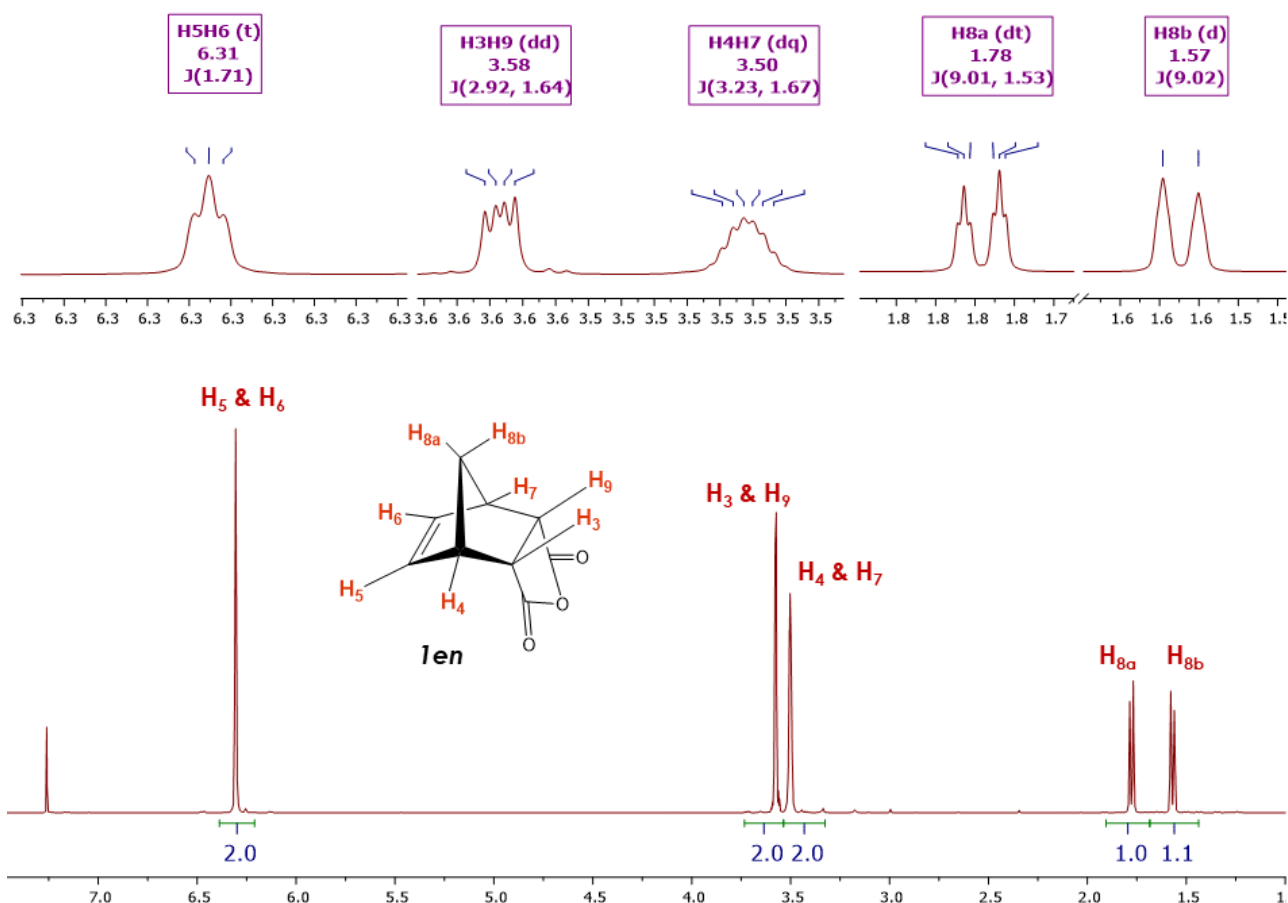 H5H6 (t)
6.31
J(1.71)
H3H9 (dd)
3.58
J(2.92, 1.64)
H4H7 (dq)
3.50
J(3.23, 1.67)
H8a (dt)
1.78
J(9.01, 1.53)
H8b (d)
1.57
J(9.02)
6.3 6.3 6.3 6.3 6.3 6.3 6.3 6.3 6.3 6.3 3.6 3.6 3.6 3.6 3.5 3.5 3.5 3.5 3.5 3.5 1.8 1.8 1.8 1.8 1.7 1.6 1.6 1.6 1.5
H5 & H6
H8a H8b
H7 H9
H6 H3
H5 H4
O
O
O
1en
H3 & H9
H4 & H7
H8a H8b
2.0 2.0 2.0 1.0 1.1
7.0 6.5 6.0 5.5 5.0 4.5 4.0 3.5 3.0 2.5 2.0 1.5 1